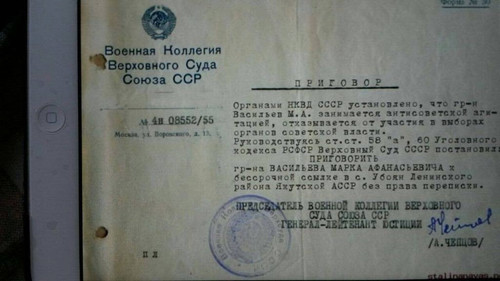 Форма № 30
Военная Коллегия
Верховного Суда
Союза ССР
№ 4н 08552/55
Москва, ул. Воровского, д. 15.
ПРИГОВОР
Органами НКВД СССР установлено, что гр-н
Васильев М.А. занимается антисоветской аги-
тацией, отказывается от участия в выборах
органов советской власти.
Руководствуясь ст.ст. 58 "а", 60 Уголовного
кодекса РСФСР Верховный Суд СССР постановил
ПРИГОВОРИТЬ
гр-на ВАСИЛЬЕВА МАРКА АФАНАСЬЕВИЧА к
бессрочной ссылке в с. Убоян Ленинского
района Якутской АССР без права переписки.
ПРЕДСЕДАТЕЛЬ ВОЕННОЙ КОЛЛЕГИИ ВЕРХОВНОГО
СУДА СОЮЗА ССР
ГЕНЕРАЛ-ЛЕЙТЕНАНТ ЮСТИЦИИ
/А.ЧЕПЦОВ/
ПЛ